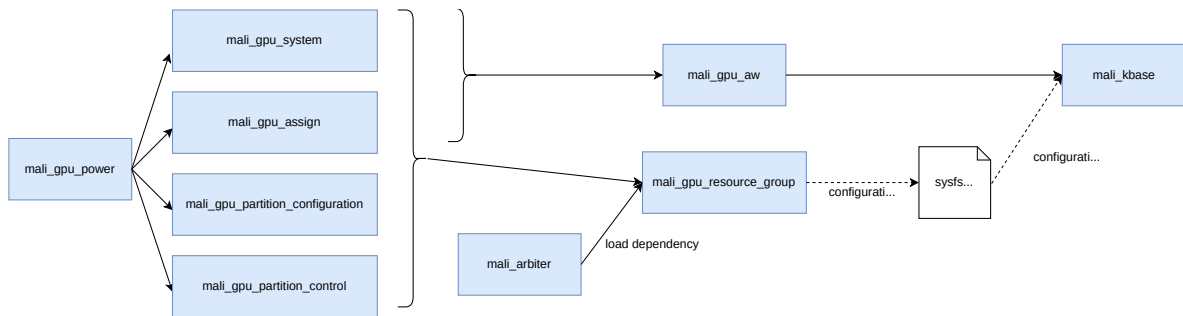 mali_gpu_system
mali_gpu_assign
mali_gpu_power
mali_gpu_partition_configuration
mali_gpu_partition_control
mali_gpu_aw
mali_kbase
mali_gpu_resource_group
configurati...
sysfs...
configurati...
mali_arbiter
load dependency